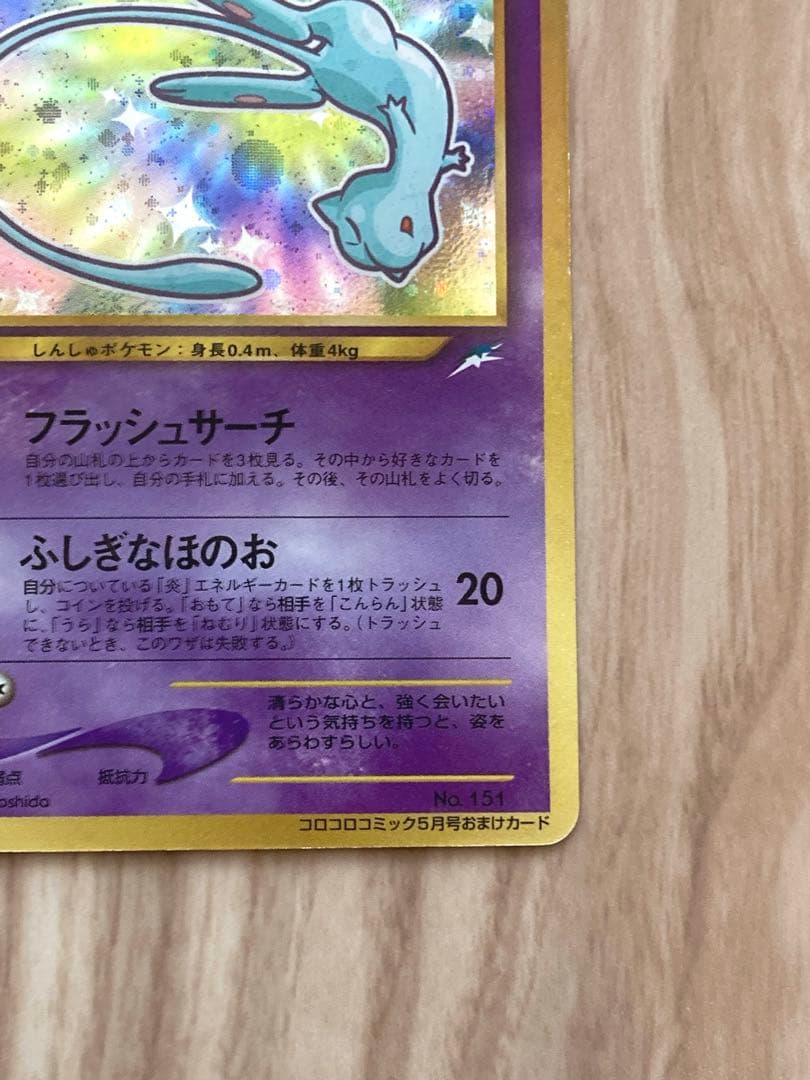 しんしゅポケモン：身長0.4m、体重4kg
フラッシュサーチ
自分の山札の上からカードを3枚見る。その中から好きなカードを
1枚選び出し、自分の手札に加える。その後、その山札をよく切る。
ふしぎなほのお
自分についている「炎」エネルギーカードを1枚トラッシュ
し、コインを投げる。「おもて」なら相手を「こんらん」状態
に、「うら」なら相手を「ねむり」状態にする。（トラッシュ
できないとき、このワザは失敗する。）
20
清らかな心と、強く会いたい
という気持ちを持つと、姿を
あらわすらしい。
点 抵抗力
oshida
No. 151
コロコロコミック5月号おまけカード